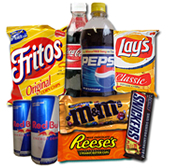 Fritos
Original
Coca-Cola
PEPSI
Lay's
Classic
m&m's
Red Bull
REESE'S
SNICKERS